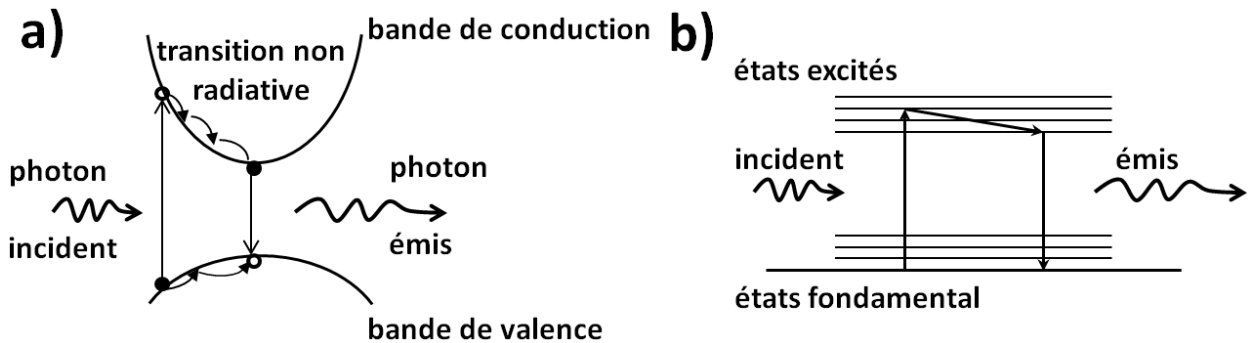 a)
bande de conduction
transition non
radiative
photon
incident
photon
émis
bande de valence
b)
états excités
incident
émis
états fondamental